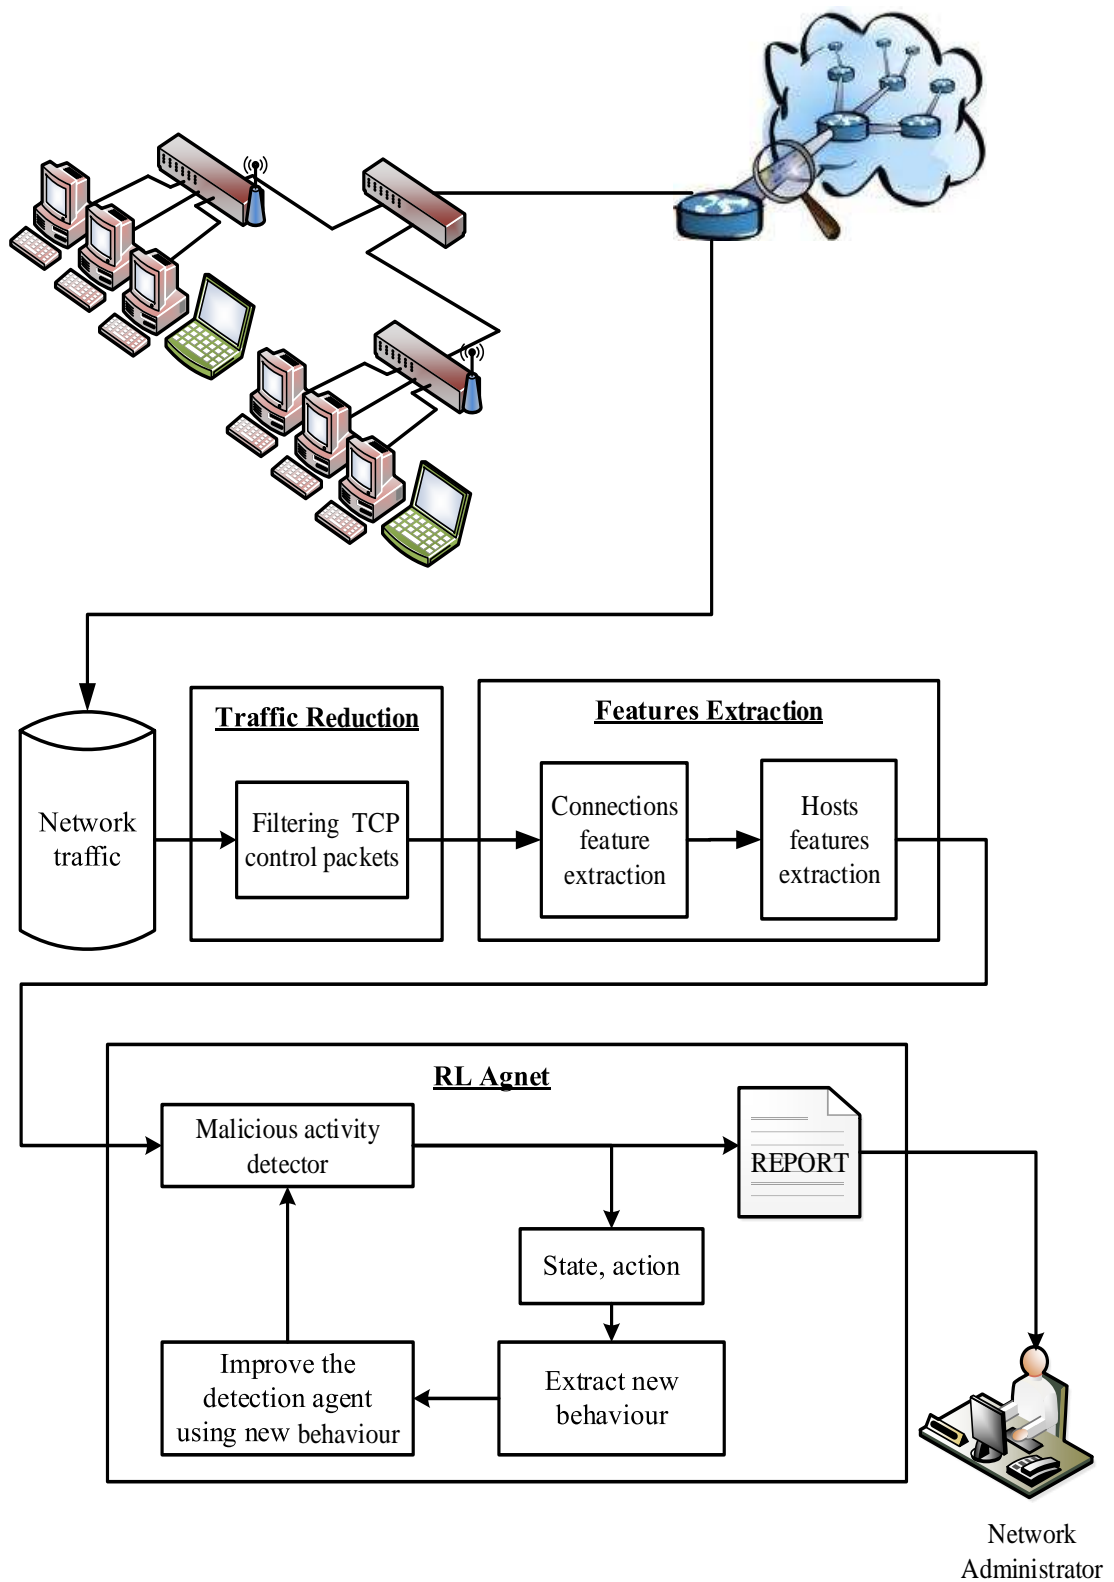 Traffic Reduction
Features Extraction
Network
traffic
Filtering TCP
control packets
Connections
feature
extraction
Hosts
features
extraction
RL Agnet
Malicious activity
detector
REPORT
State, action
Improve the
detection agent
using new behaviour
Extract new
behaviour
Network
Administrator